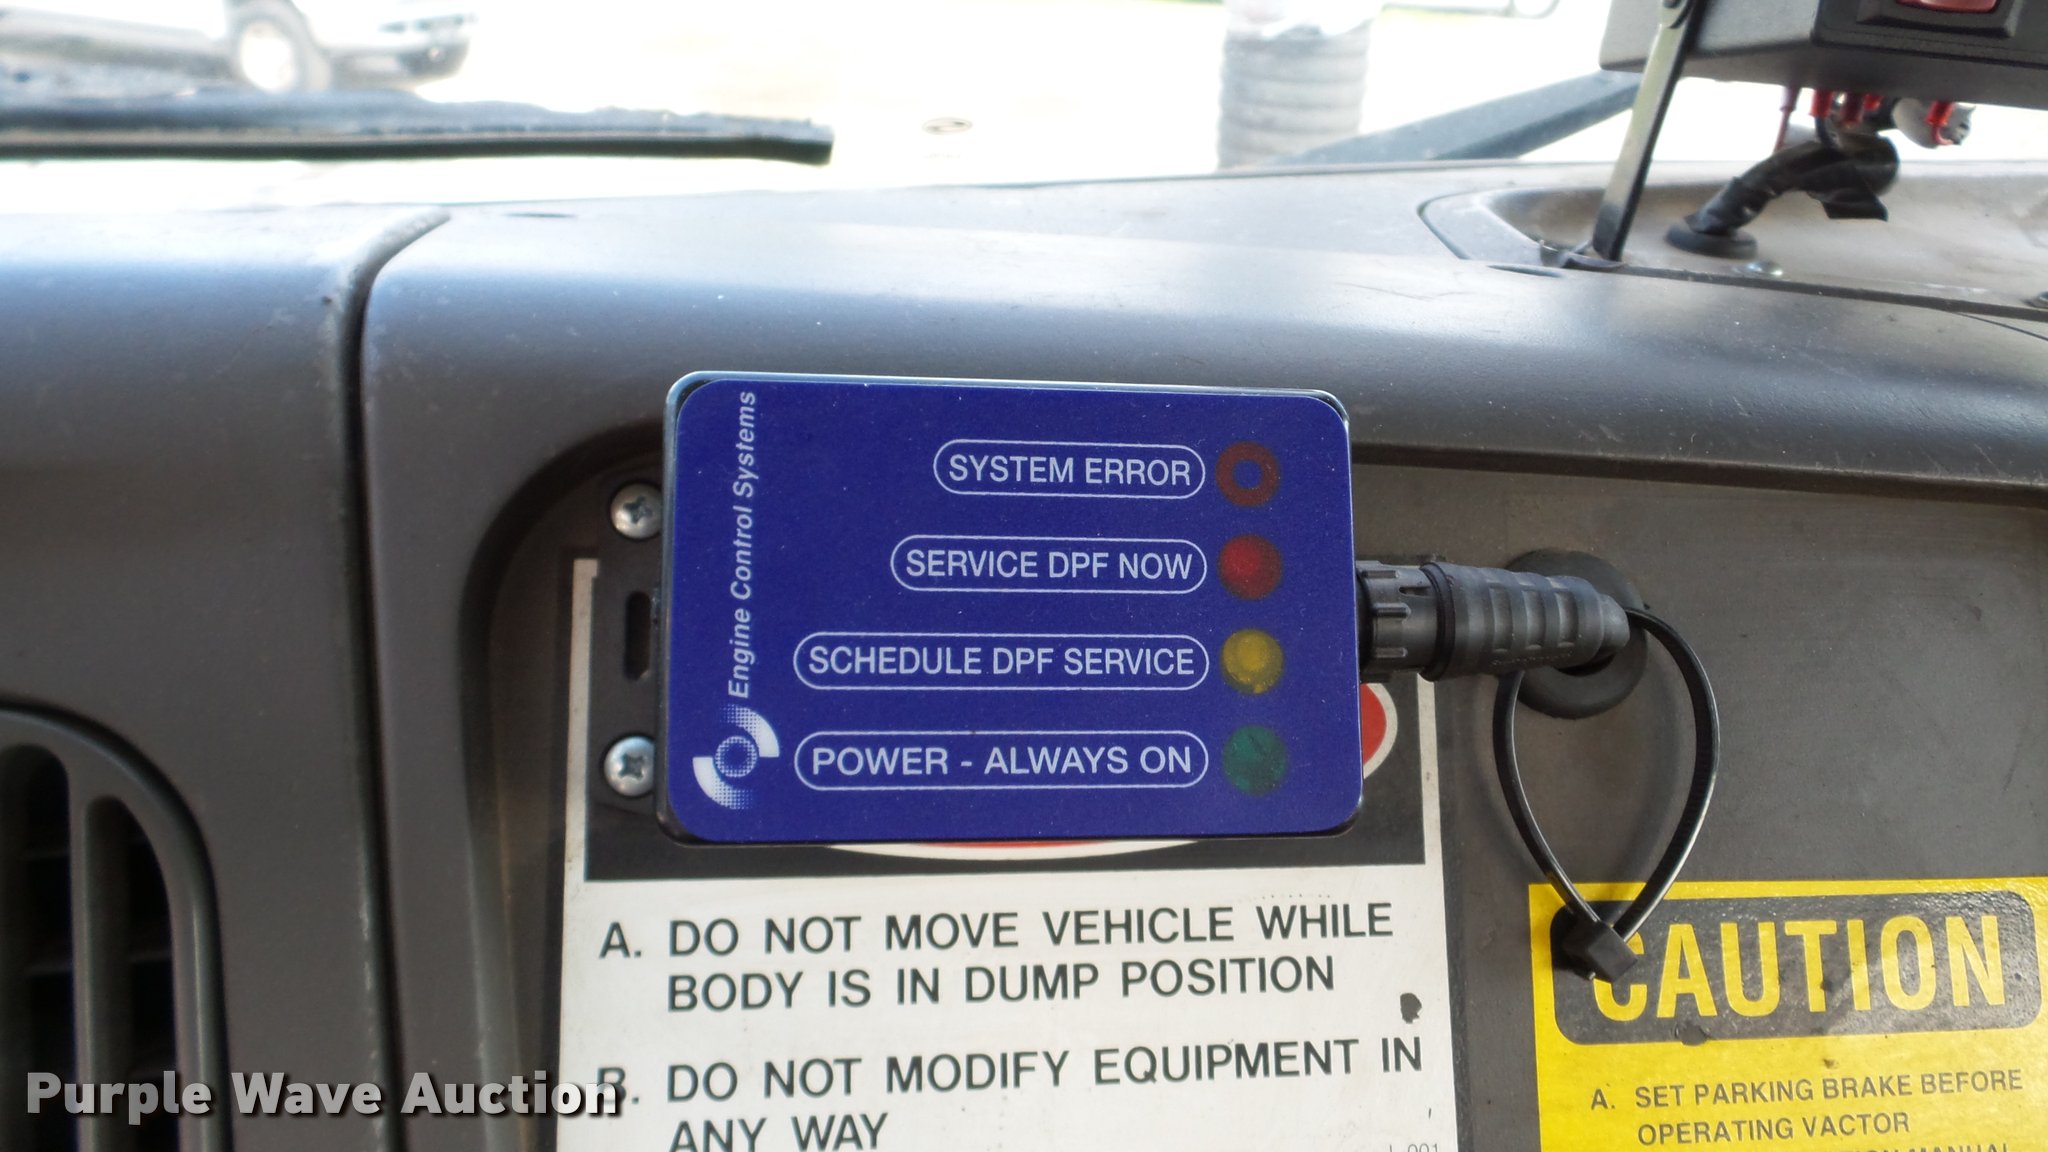 Engine Control Systems
SYSTEM ERROR
SERVICE DPF NOW
SCHEDULE DPF SERVICE
POWER - ALWAYS ON
A. DO NOT MOVE VEHICLE WHILE
BODY IS IN DUMP POSITION
B. DO NOT MODIFY EQUIPMENT IN
ANY WAY
CAUTION
A. SET PARKING BRAKE BEFORE
OPERATING VACTOR
MANUAL
Purple Wave Auction